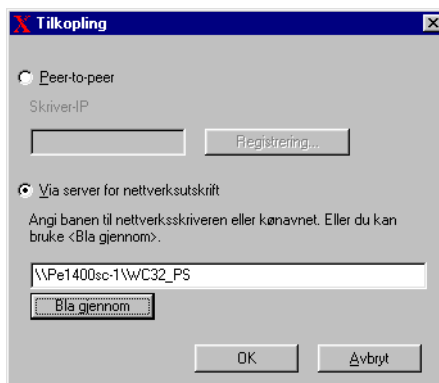 Tilkopling
Peer-to-peer
Skriver-IP
Registrering...
Via server for nettverksutskrift
Angi banen til nettverksskriveren eller kønavnet. Eller du kan
bruke <Bla gjennom>.
\\Pe1400sc-1\WC32_PS
Bla gjennom
OK
Avbryt